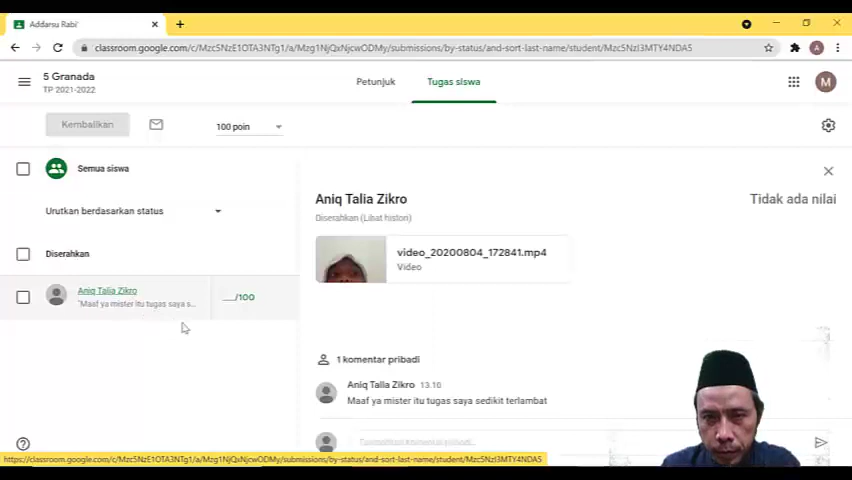 Addarsu Rabi'
classroom.google.com/c/Mzc5NzE1OTA3NTg1/a/Mzg1NjQxNjcwODMy/submissions/by-status/and-sort-last-name/student/Mzc5NzI3MTY4NDA5
A
5 Granada
TP 2021-2022
Petunjuk
Tugas siswa
M
Kembalikan
100 poin
Semua siswa
Urutkan berdasarkan status
Diserahkan
Aniq Talia Zikro
"Maaf ya mister itu tugas saya s...
__/100
Aniq Talia Zikro
Tidak ada nilai
Diserahkan (Lihat histori)
video_20200804_172841.mp4
Video
1 komentar pribadi
Aniq Talia Zikro 13.10
Maaf ya mister itu tugas saya sedikit terlambat
Tambahkan komentar pribadi...
https://classroom.google.com/c/Mzc5NzE1OTA3NTg1/a/Mzg1NjQxNjcwODMy/submissions/by-status/and-sort-last-name/student/Mzc5NzI3MTY4NDA5